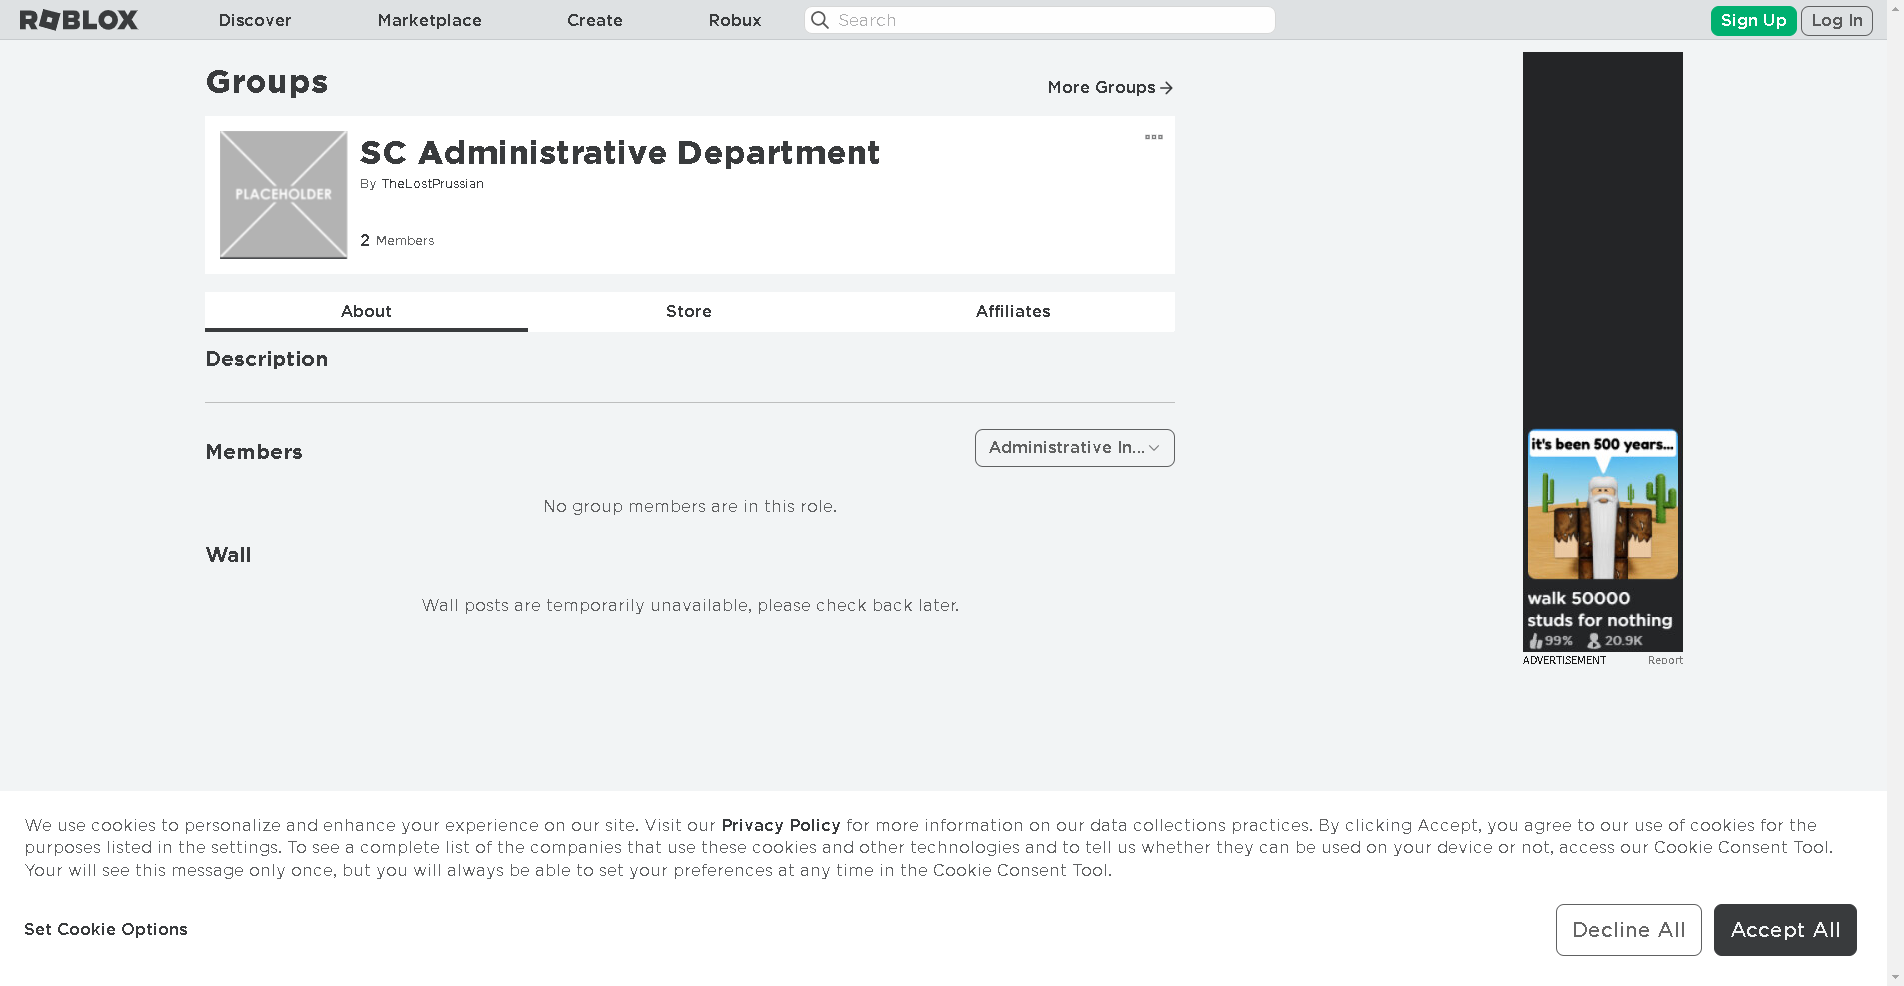 ROBLOX Discover Marketplace Create Robux Search Sign Up Log In
Groups
More Groups
PLACEHOLDER
SC Administrative Department
By TheLostPrussian
2 Members
About Store Affiliates
Description
Members
Administrative In...
No group members are in this role.
Wall
Wall posts are temporarily unavailable, please check back later.
it's been 500 years...
walk 50000
studs for nothing
99% 20.9K
ADVERTISEMENT Report
We use cookies to personalize and enhance your experience on our site. Visit our Privacy Policy for more information on our data collections practices. By clicking Accept, you agree to our use of cookies for the
purposes listed in the settings. To see a complete list of the companies that use these cookies and other technologies and to tell us whether they can be used on your device or not, access our Cookie Consent Tool.
Your will see this message only once, but you will always be able to set your preferences at any time in the Cookie Consent Tool.
Set Cookie Options
Decline All
Accept All